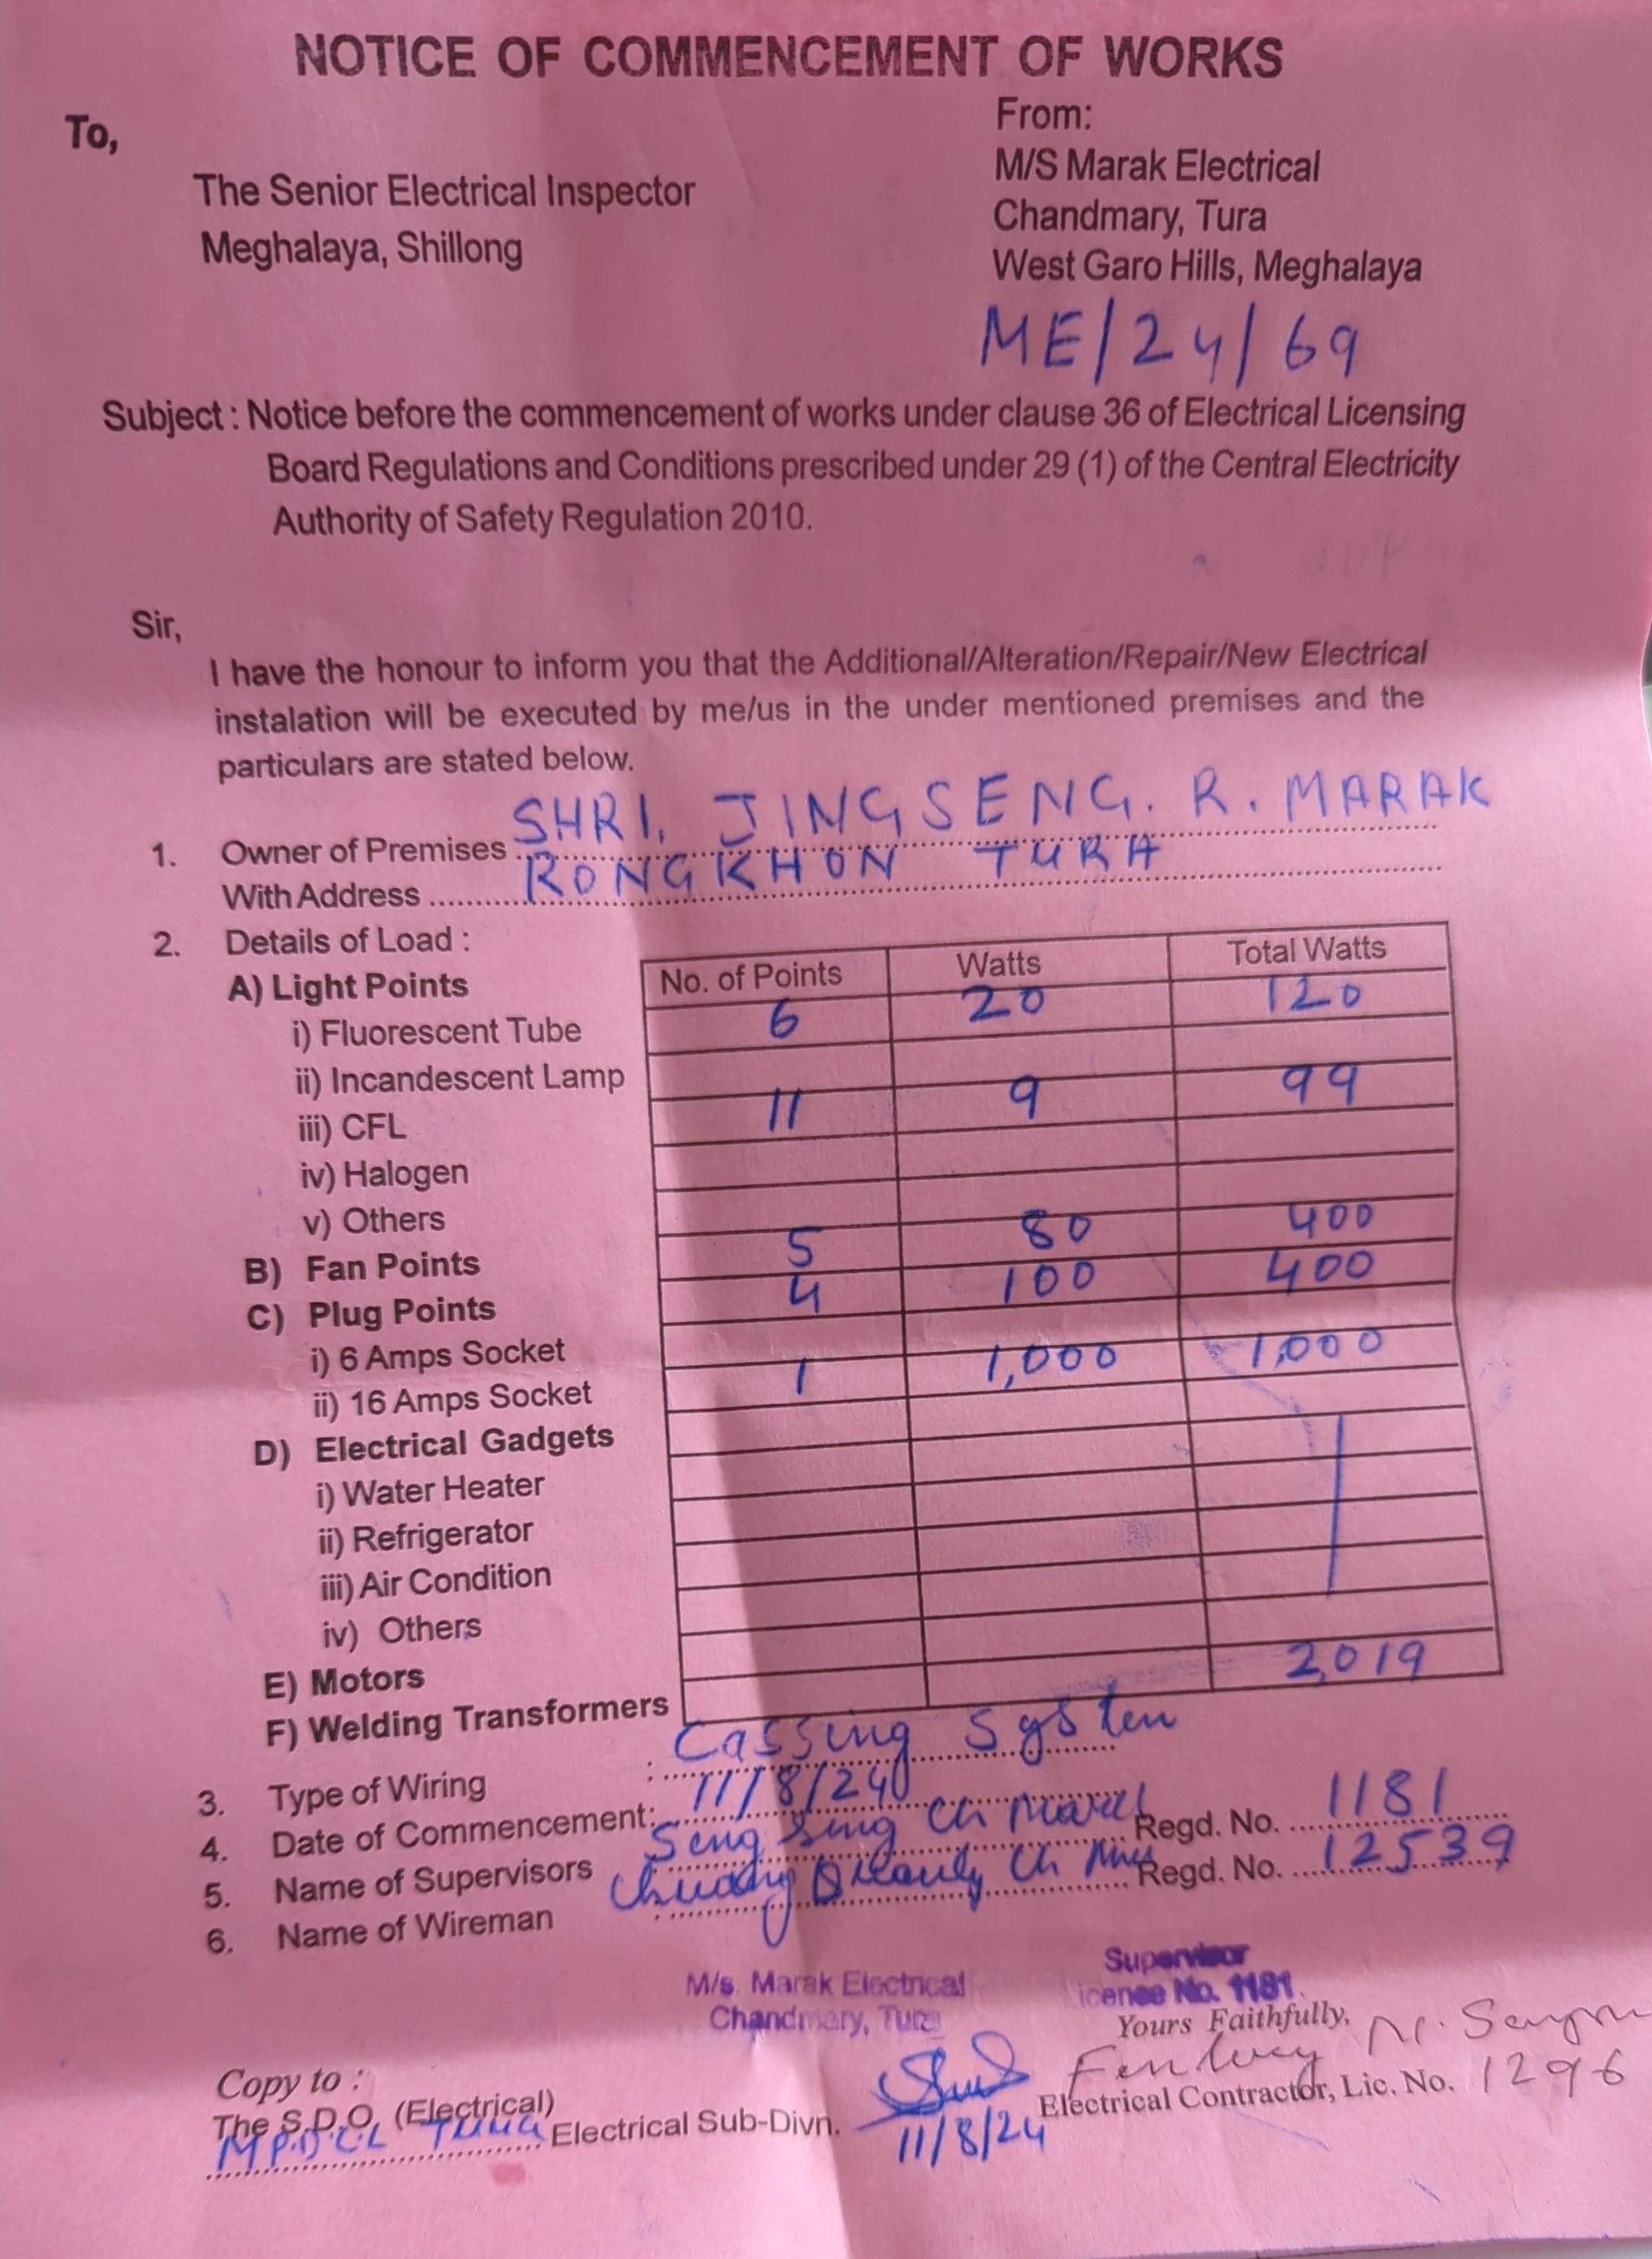 NOTICE OF COMMENCEMENT OF WORKS
To,
The Senior Electrical Inspector
Meghalaya, Shillong
From:
M/S Marak Electrical
Chandmary, Tura
West Garo Hills, Meghalaya
ME/24/69
Subject : Notice before the commencement of works under clause 36 of Electrical Licensing
Board Regulations and Conditions prescribed under 29 (1) of the Central Electricity
Authority of Safety Regulation 2010.
Sir,
I have the honour to inform you that the Additional/Alteration/Repair/New Electrical
instalation will be executed by me/us in the under mentioned premises and the
particulars are stated below.
1. Owner of Premises SHRI. JINGSENG. R. MARAK
With Address RONGKHON TURA
2. Details of Load :
No. of Points Watts Total Watts
A) Light Points
i) Fluorescent Tube 6 20 120
ii) Incandescent Lamp
iii) CFL 11 9 99
iv) Halogen
v) Others
B) Fan Points 5 80 400
C) Plug Points
i) 6 Amps Socket 4 100 400
ii) 16 Amps Socket 1 1,000 1,000
D) Electrical Gadgets
i) Water Heater
ii) Refrigerator
iii) Air Condition
iv) Others
E) Motors
F) Welding Transformers 2,019
3. Type of Wiring : Cassing System
4. Date of Commencement: 11/8/24
5. Name of Supervisors Seng Ch Marak Regd. No. 1181
6. Name of Wireman Ch Regd. No. 12539
M/s. Marak Electrical
Chandmary, Tura
Supervisor
icense No. 1181.
Yours Faithfully,
Electrical Contractor, Lic. No. 1296
11/8/24
Copy to :
The S.D.O. (Electrical)
MPDCL Electrical Sub-Divn.